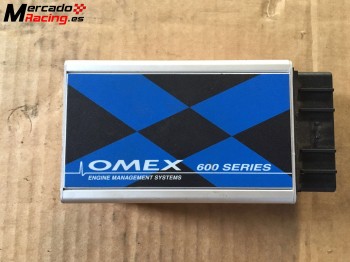 Mercado
Racing.es
OMEX 600 SERIES
ENGINE MANAGEMENT SYSTEMS